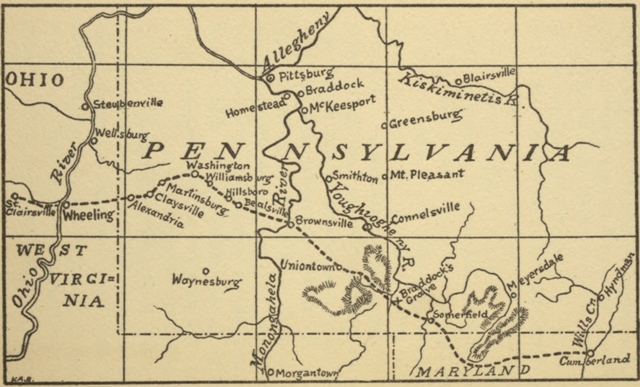 Allegheny
Pittsburg
OHIO
Kiskiminetis R.
Blairsville
Braddock
Steubenville
Homestead
McKeesport
Greensburg
Wellsburg
PENNSYLVANIA
River
Washington
Williamsburg
Smithton
Mt. Pleasant
Martinsburg
Hillsboro
River
Youghiogheny R.
Claysville
Bealsville
St. Clairsville
Wheeling
Alexandria
Brownsville
Connelsville
WEST
VIRGI=
NIA
Ohio
Waynesburg
Uniontown
Braddock's
Grave
Meyersdale
Hyndman
Monongahela
Somerfield
Wills Cr.
Cumberland
Morgantown
MARYLAND